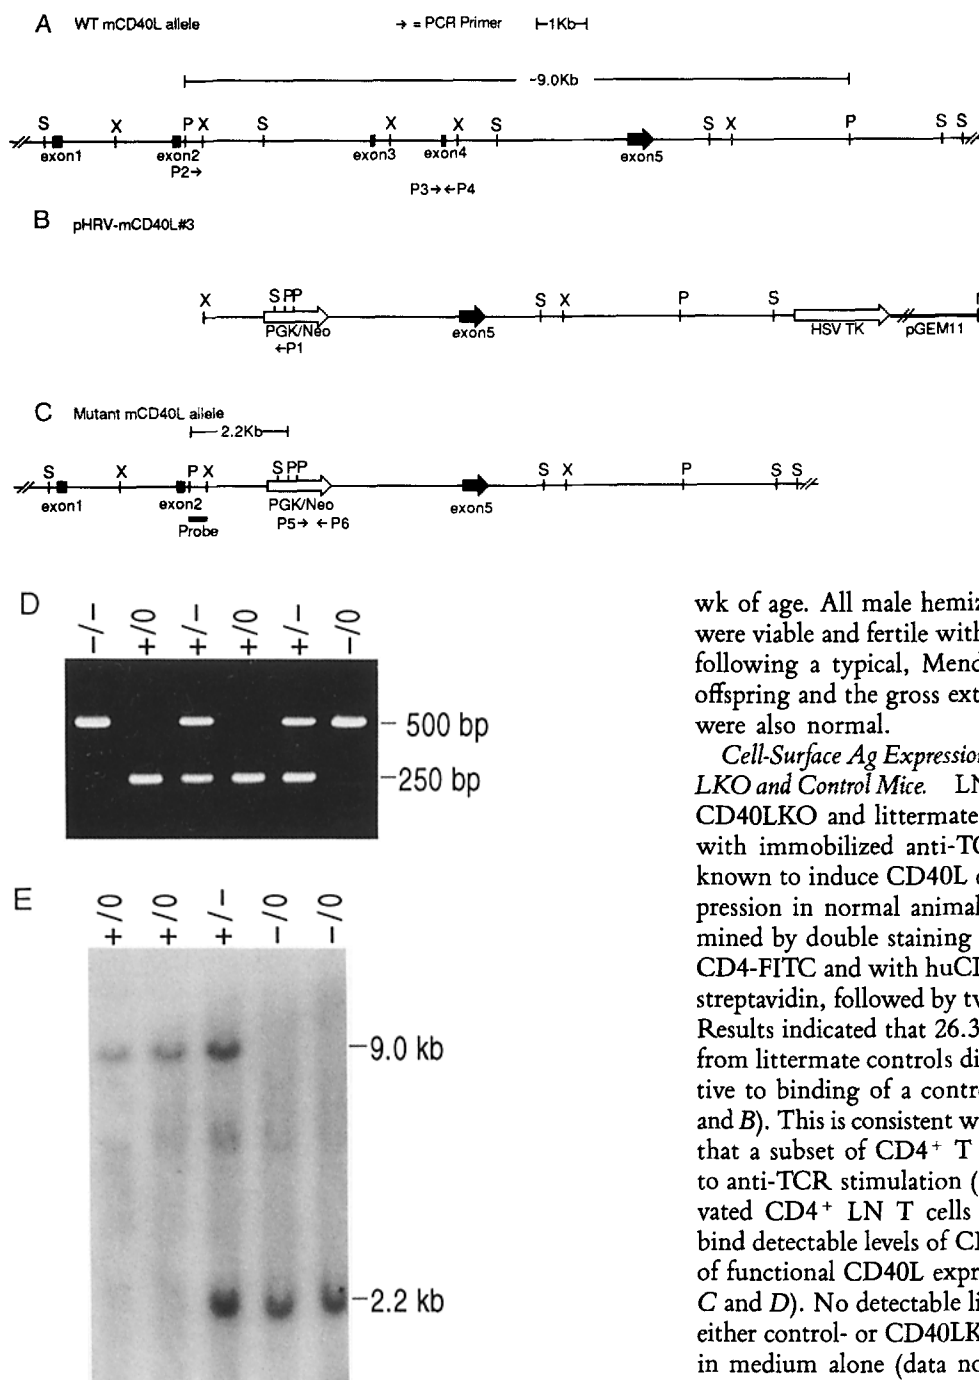 A WT mCD40L allele → = PCR Primer 1Kb
~9.0Kb
S X P X S X X S S X P S S
exon1 exon2 exon3 exon4 exon5
P2→ P3→ ←P4
B pHRV-mCD40L#3
X S P P S X P S
PGK/Neo exon5 HSV TK pGEM11
←P1
C Mutant mCD40L allele
2.2Kb
S X P X S P P S X P S S
exon1 exon2 PGK/Neo exon5
Probe P5→ ←P6
D -/- +/0 +/- +/0 +/- -/0
500 bp
250 bp
E +/0 +/0 +/- -/0 -/0
9.0 kb
2.2 kb
wk of age. All male hemiz
were viable and fertile with
following a typical, Mend
offspring and the gross ext
were also normal.
Cell-Surface Ag Expression
LKO and Control Mice. LN
CD40LKO and littermate
with immobilized anti-TC
known to induce CD40L
pression in normal animal
mined by double staining
CD4-FITC and with huCI
streptavidin, followed by tv
Results indicated that 26.3
from littermate controls di
tive to binding of a contr
and B). This is consistent w
that a subset of CD4+ T
to anti-TCR stimulation (
vated CD4+ LN T cells
bind detectable levels of CI
of functional CD40L expr
C and D). No detectable li
either control- or CD40LK
in medium alone (data no